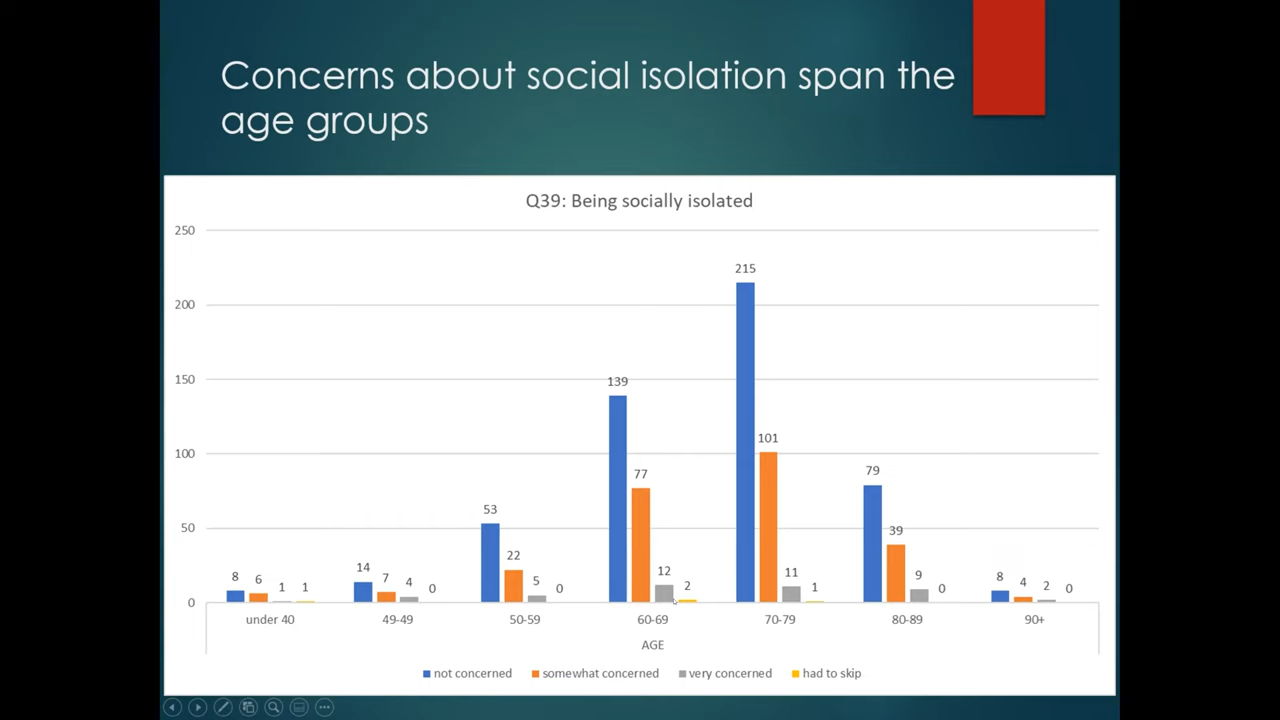 Concerns about social isolation span the
age groups
Q39: Being socially isolated
250
200
150
100
50
0
8 6 1 1
14 7 4 0
53 22 5 0
139 77 12 2
215 101 11 1
79 39 9 0
8 4 2 0
under 40 49-49 50-59 60-69 70-79 80-89 90+
AGE
not concerned somewhat concerned very concerned had to skip